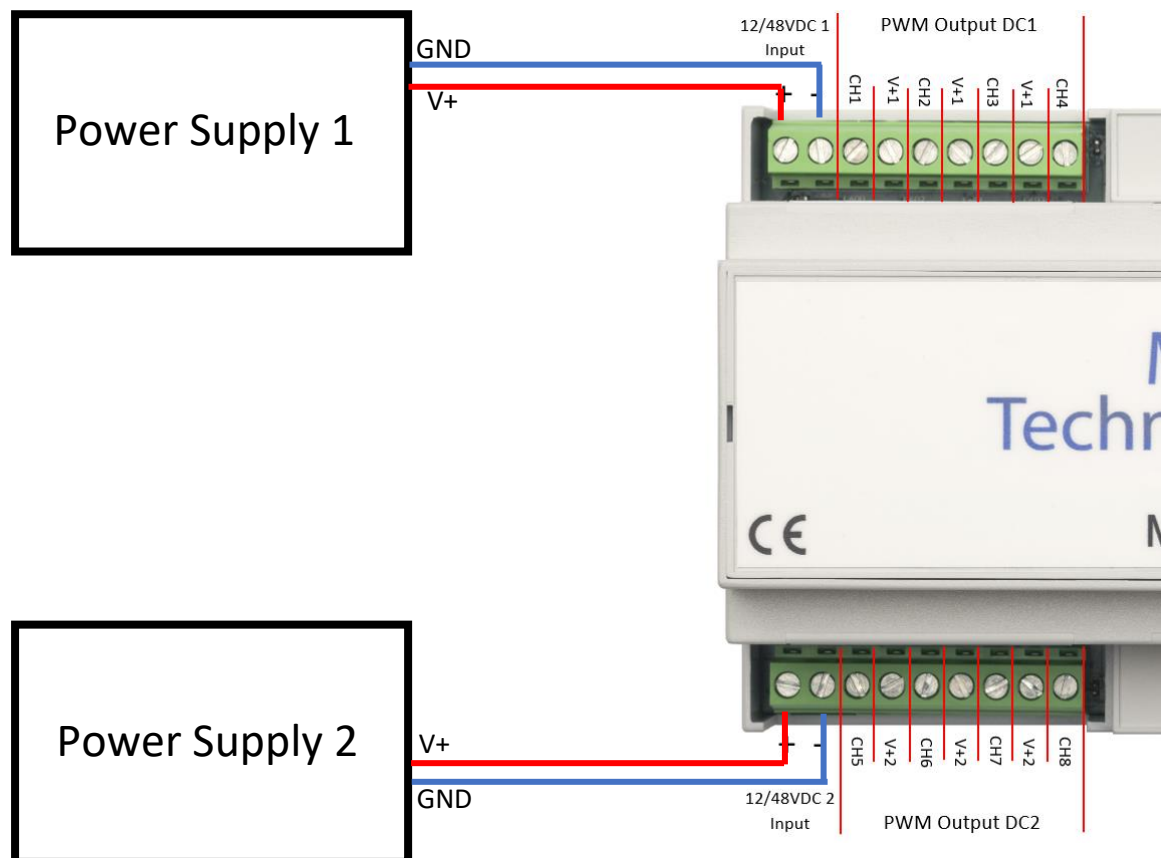 12/48VDC 1
Input
PWM Output DC1
GND
V+
Power Supply 1
+ -
CH1
V+1
CH2
V+1
CH3
V+1
CH4
Techn
CE
Power Supply 2
V+
GND
+ -
CH5
V+2
CH6
V+2
CH7
V+2
CH8
12/48VDC 2
Input
PWM Output DC2